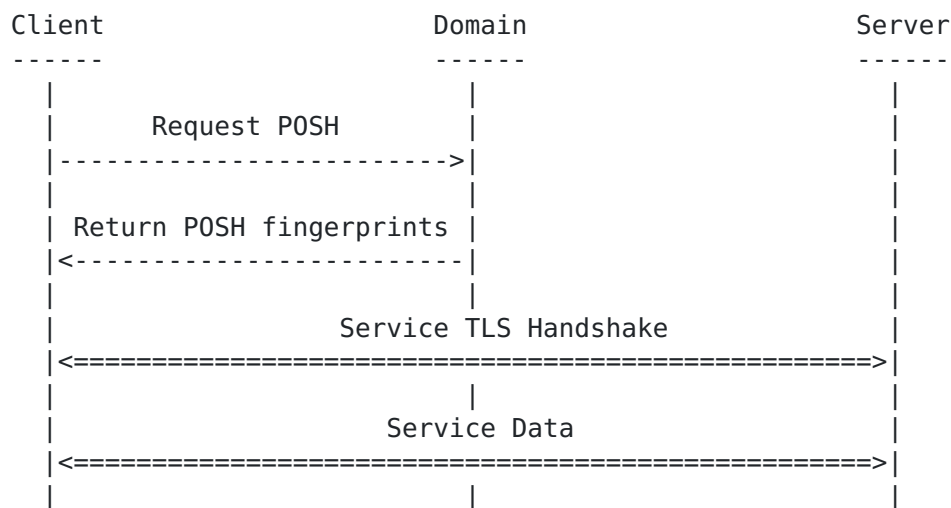 Client                     Domain                     Server
------                     ------                     ------
  |                          |                          |
  |      Request POSH        |                          |
  |------------------------->|                          |
  |                          |                          |
  | Return POSH fingerprints |                          |
  |<-------------------------|                          |
  |                          |                          |
  |                  Service TLS Handshake              |
  |<===================================================>|
  |                          |                          |
  |                     Service Data                    |
  |<===================================================>|
  |                          |                          |